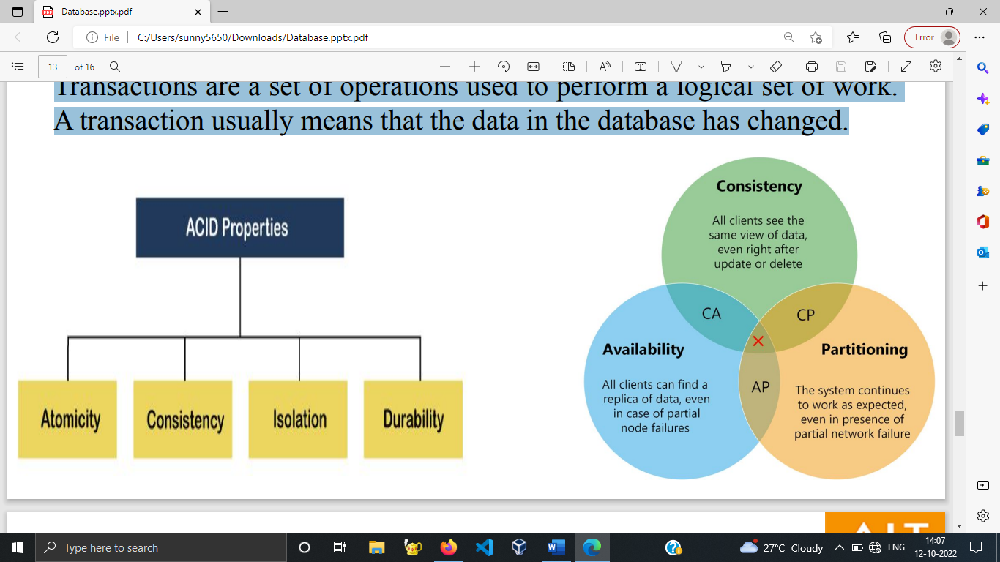 Database.pptx.pdf
File
C:/Users/sunny5650/Downloads/Database.pptx.pdf
Error
13 of 16
Transactions are a set of operations used to perform a logical set of work.
A transaction usually means that the data in the database has changed.
ACID Properties
Atomicity
Consistency
Isolation
Durability
Consistency
All clients see the
same view of data,
even right after
update or delete
CA
CP
Availability
All clients can find a
replica of data, even
in case of partial
node failures
AP
Partitioning
The system continues
to work as expected,
even in presence of
partial network failure
Type here to search
27°C Cloudy
ENG
14:07
12-10-2022